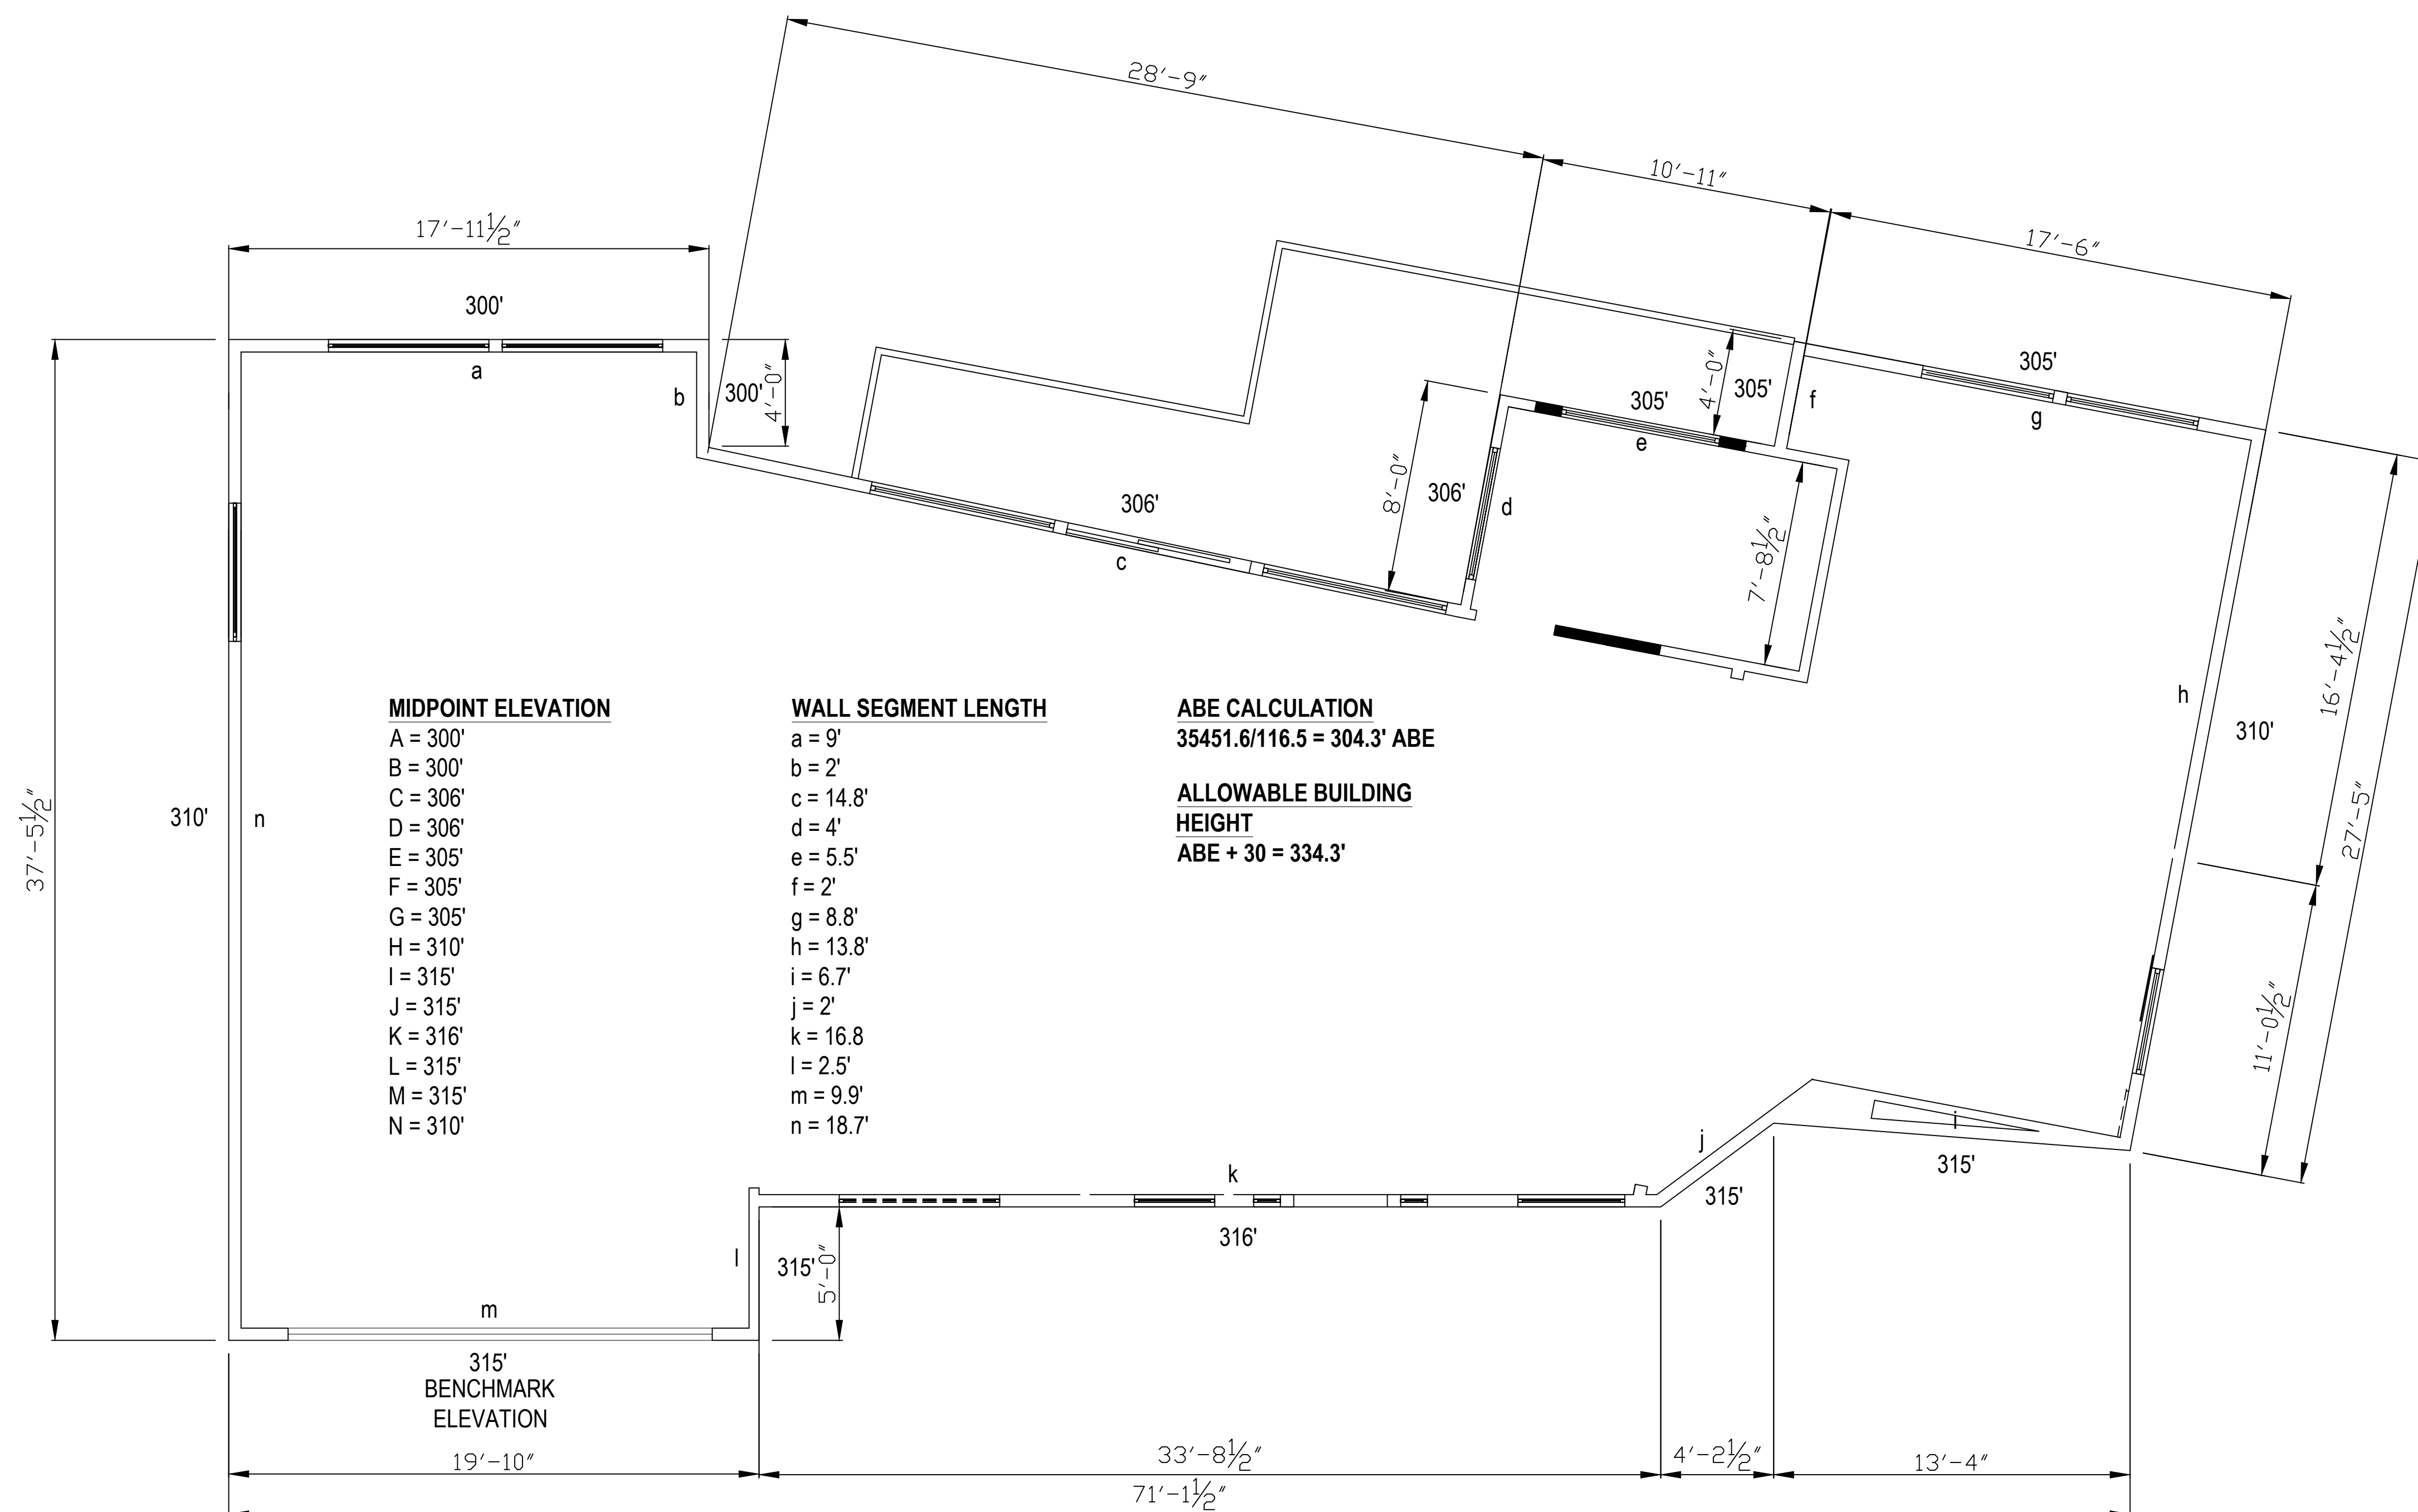 28'-9"
10'-11"
17'-11½"
17'-6"
300'
305'
a
b
300'
4'-0"
4'-0"
305'
305'
f
g
e
306'
8'-0"
306'
d
c
7'-8½"
16'-4½"
h
310'
MIDPOINT ELEVATION
A = 300'
B = 300'
C = 306'
D = 306'
E = 305'
F = 305'
G = 305'
H = 310'
I = 315'
J = 315'
K = 316'
L = 315'
M = 315'
N = 310'
WALL SEGMENT LENGTH
a = 9'
b = 2'
c = 14.8'
d = 4'
e = 5.5'
f = 2'
g = 8.8'
h = 13.8'
i = 6.7'
j = 2'
k = 16.8
l = 2.5'
m = 9.9'
n = 18.7'
ABE CALCULATION
35451.6/116.5 = 304.3' ABE
ALLOWABLE BUILDING
HEIGHT
ABE + 30 = 334.3'
37'-5½"
310'
n
27'-5"
11'-0½"
i
j
315'
k
315'
316'
l
315'
5'-0"
m
315'
BENCHMARK
ELEVATION
19'-10"
33'-8½"
4'-2½"
13'-4"
71'-1½"